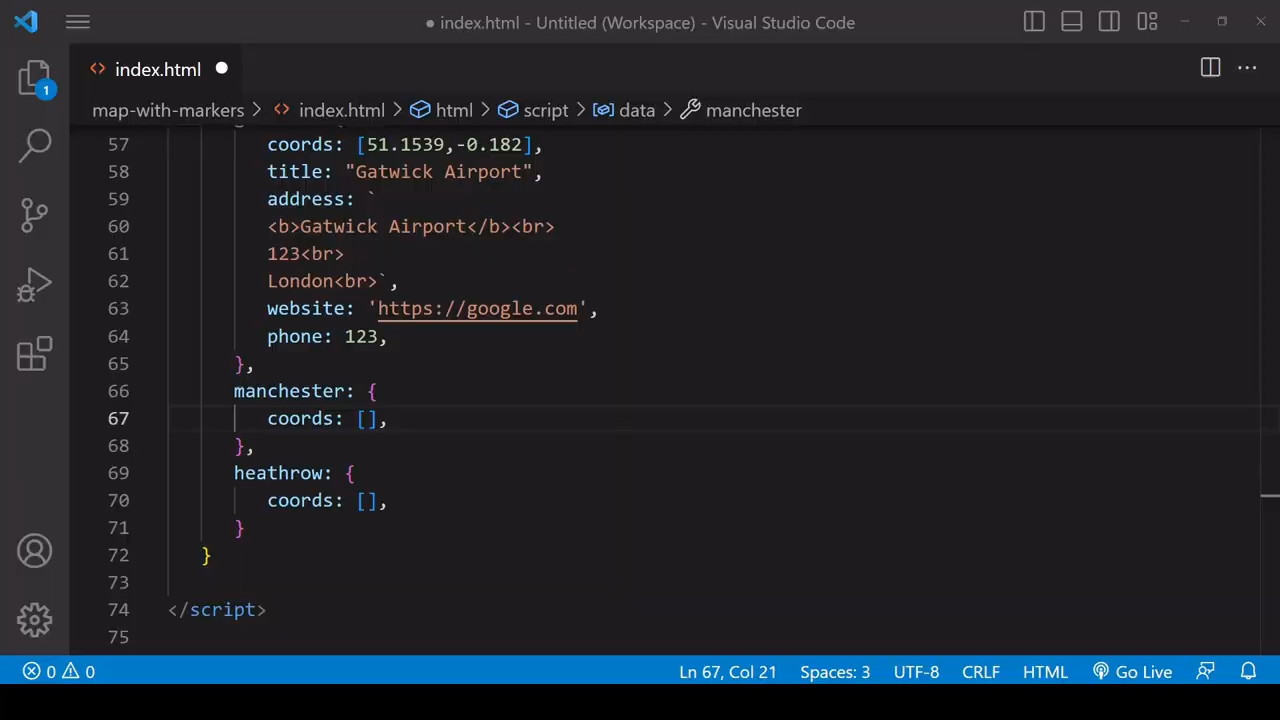 ● index.html - Untitled (Workspace) - Visual Studio Code
1
index.html
map-with-markers > index.html > html > script > data > manchester
57 coords: [51.1539,-0.182],
58 title: "Gatwick Airport",
59 address: `
60 <b>Gatwick Airport</b><br>
61 123<br>
62 London<br>`,
63 website: 'https://google.com',
64 phone: 123,
65 },
66 manchester: {
67 coords: [],
68 },
69 heathrow: {
70 coords: [],
71 }
72 }
73
74 </script>
75
0 0 Ln 67, Col 21 Spaces: 3 UTF-8 CRLF HTML Go Live